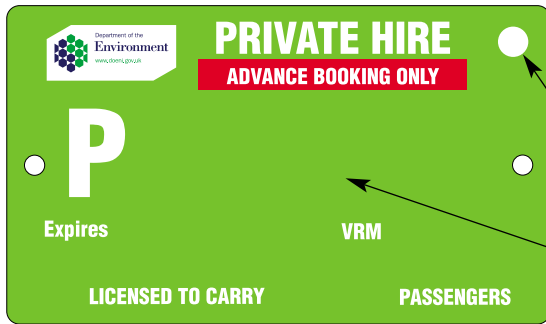 Department of the
Environment
www.doeni.gov.uk
PRIVATE HIRE
ADVANCE BOOKING ONLY
P
Expires
VRM
LICENSED TO CARRY
PASSENGERS